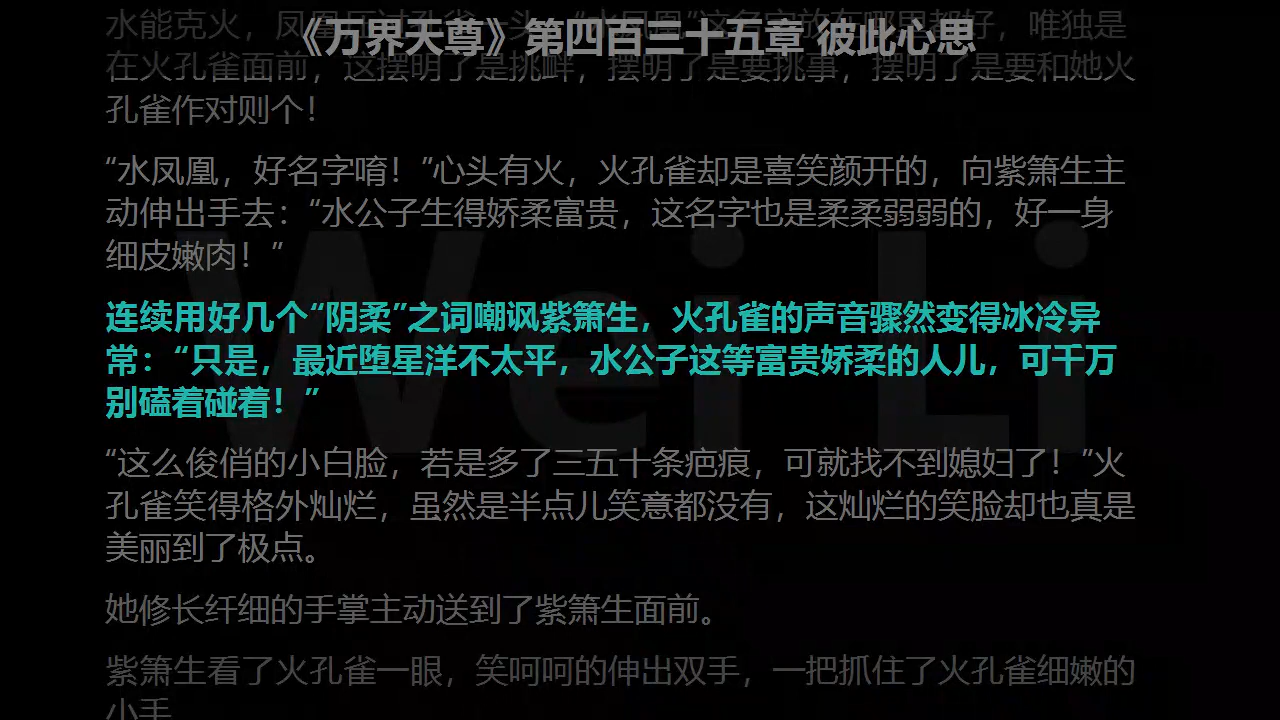 《万界天尊》第四百三十五章 彼此心思
水能克火，凤凰
唯独是
在火孔雀面前，这摆明了是挑衅，摆明了是要挑事，摆明了是要和她火
孔雀作对则个！
“水凤凰，好名字唷！”心头有火，火孔雀却是喜笑颜开的，向紫箫生主
动伸出手去：“水公子生得娇柔富贵，这名字也是柔柔弱弱的，好一身
细皮嫩肉！”
Wei Li
连续用好几个“阴柔”之词嘲讽紫箫生，火孔雀的声音骤然变得冰冷异
常：“只是，最近堕星洋不太平，水公子这等富贵娇柔的人儿，可千万
别磕着碰着！”
“这么俊俏的小白脸，若是多了三五十条疤痕，可就找不到媳妇了！”火
孔雀笑得格外灿烂，虽然是半点儿笑意都没有，这灿烂的笑脸却也真是
美丽到了极点。
她修长纤细的手掌主动送到了紫箫生面前。
紫箫生看了火孔雀一眼，笑呵呵的伸出双手，一把抓住了火孔雀细嫩的
小手